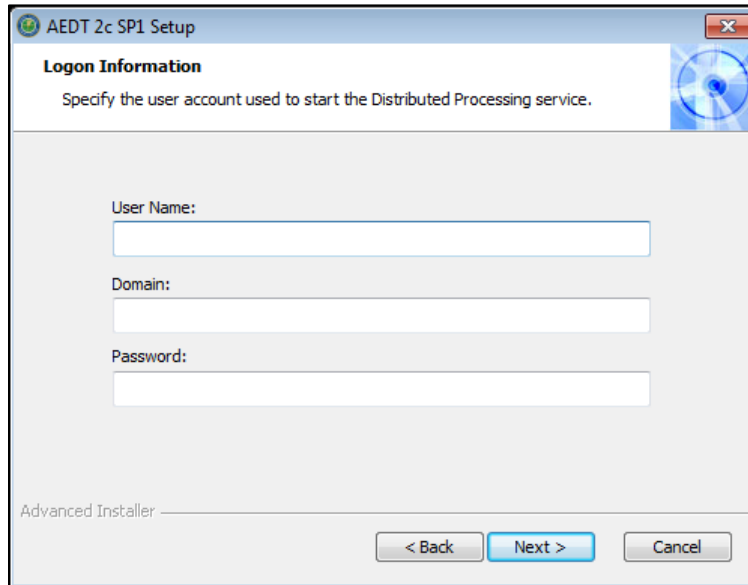 AEDT 2c SP1 Setup
Logon Information
Specify the user account used to start the Distributed Processing service.
User Name:
Domain:
Password:
Advanced Installer
< Back Next > Cancel